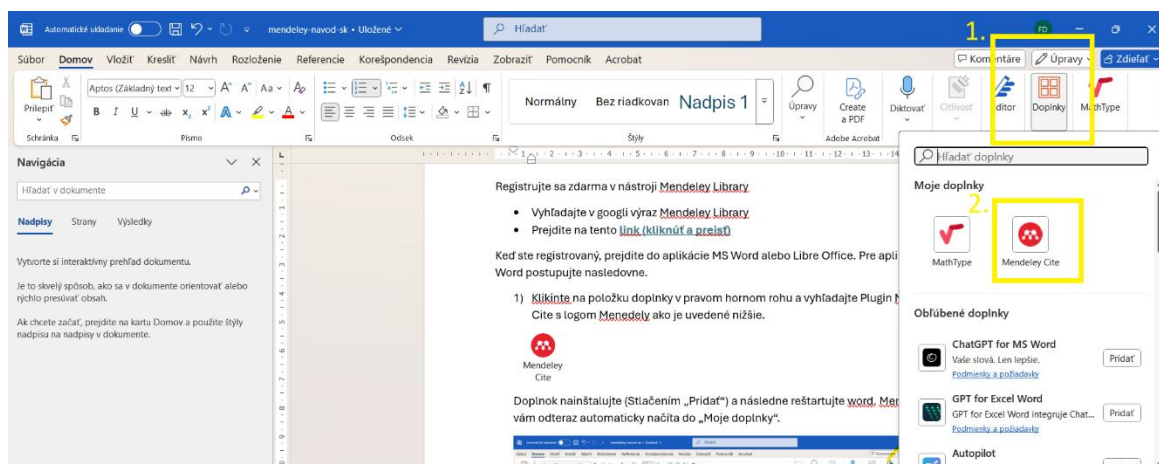 Automatické ukladanie
mendeley-navod-sk • Uložené
Hľadať
1.
FD
Súbor Domov Vložiť Kresliť Návrh Rozloženie Referencie Korešpondencia Revízia Zobraziť Pomocník Acrobat
Komentáre Úpravy Zdieľať
Prilepiť
Aptos (Základný text 12
Normálny Bez riadkovan Nadpis 1
Úpravy
Create a PDF
Diktovať
Citlivosť
Editor
Doplnky
MathType
Schránka Písmo Odsek Štýly Adobe Acrobat
Navigácia
Hľadať v dokumente
Nadpisy Strany Výsledky
Vytvorte si interaktívny prehľad dokumentu.
Je to skvelý spôsob, ako sa v dokumente orientovať alebo
rýchlo presúvať obsah.
Ak chcete začať, prejdite na kartu Domov a použite štýly
nadpisu na nadpisy v dokumente.
Registrujte sa zdarma v nástroji Mendeley Library
• Vyhľadajte v googli výraz Mendeley Library
• Prejdite na tento link (kliknúť a preisť)
Keď ste registrovaný, prejdite do aplikácie MS Word alebo Libre Office. Pre apli
Word postupujte nasledovne.
1) Klikinte na položku doplnky v pravom hornom rohu a vyhľadajte Plugin
Cite s logom Menedely ako je uvedené nižšie.
Mendeley
Cite
Doplnok nainštalujte (Stlačením „Pridať“) a následne reštartujte word. Men
vám odteraz automaticky načíta do „Moje doplnky“.
Hľadať doplnky
Moje doplnky
2.
MathType
Mendeley Cite
Obľúbené doplnky
ChatGPT for MS Word
Vaše slová. Len lepšie.
Podmienky a požiadavky
Pridať
GPT for Excel Word
GPT for Excel Word integruje Chat...
Podmienky a požiadavky
Pridať
Autopilot